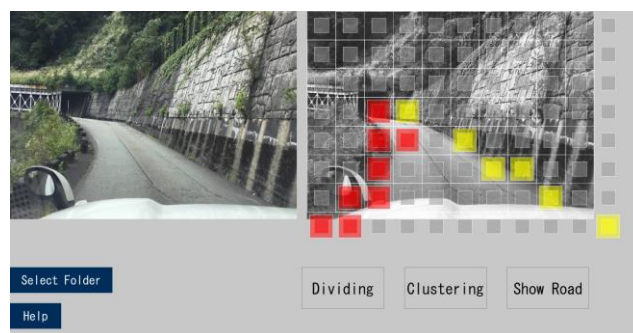 Select Folder
Help
Dividing
Clustering
Show Road